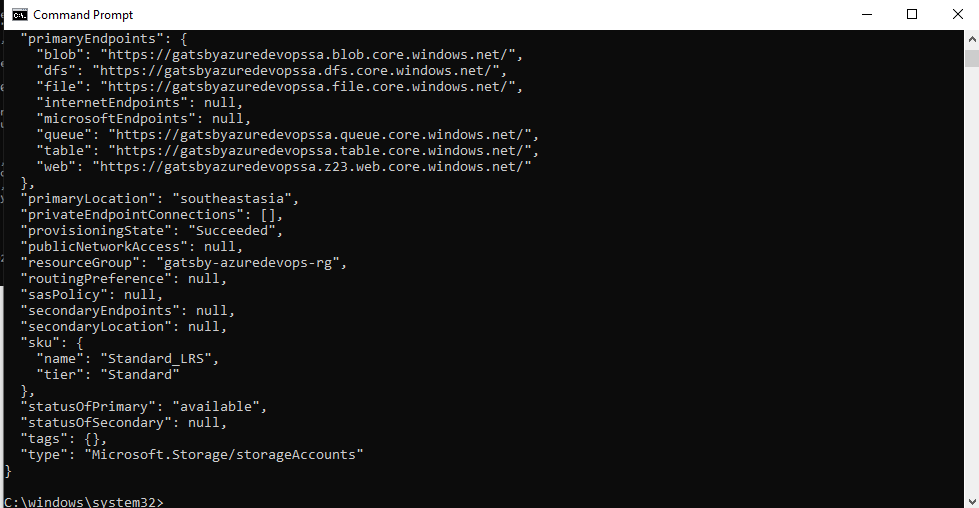 Command Prompt
"primaryEndpoints": {
"blob": "https://gatsbyazuredevopssa.blob.core.windows.net/",
"dfs": "https://gatsbyazuredevopssa.dfs.core.windows.net/",
"file": "https://gatsbyazuredevopssa.file.core.windows.net/",
"internetEndpoints": null,
"microsoftEndpoints": null,
"queue": "https://gatsbyazuredevopssa.queue.core.windows.net/",
"table": "https://gatsbyazuredevopssa.table.core.windows.net/",
"web": "https://gatsbyazuredevopssa.z23.web.core.windows.net/"
},
"primaryLocation": "southeastasia",
"privateEndpointConnections": [],
"provisioningState": "Succeeded",
"publicNetworkAccess": null,
"resourceGroup": "gatsby-azuredevops-rg",
"routingPreference": null,
"sasPolicy": null,
"secondaryEndpoints": null,
"secondaryLocation": null,
"sku": {
"name": "Standard_LRS",
"tier": "Standard"
},
"statusOfPrimary": "available",
"statusOfSecondary": null,
"tags": {},
"type": "Microsoft.Storage/storageAccounts"
}
C:\windows\system32>